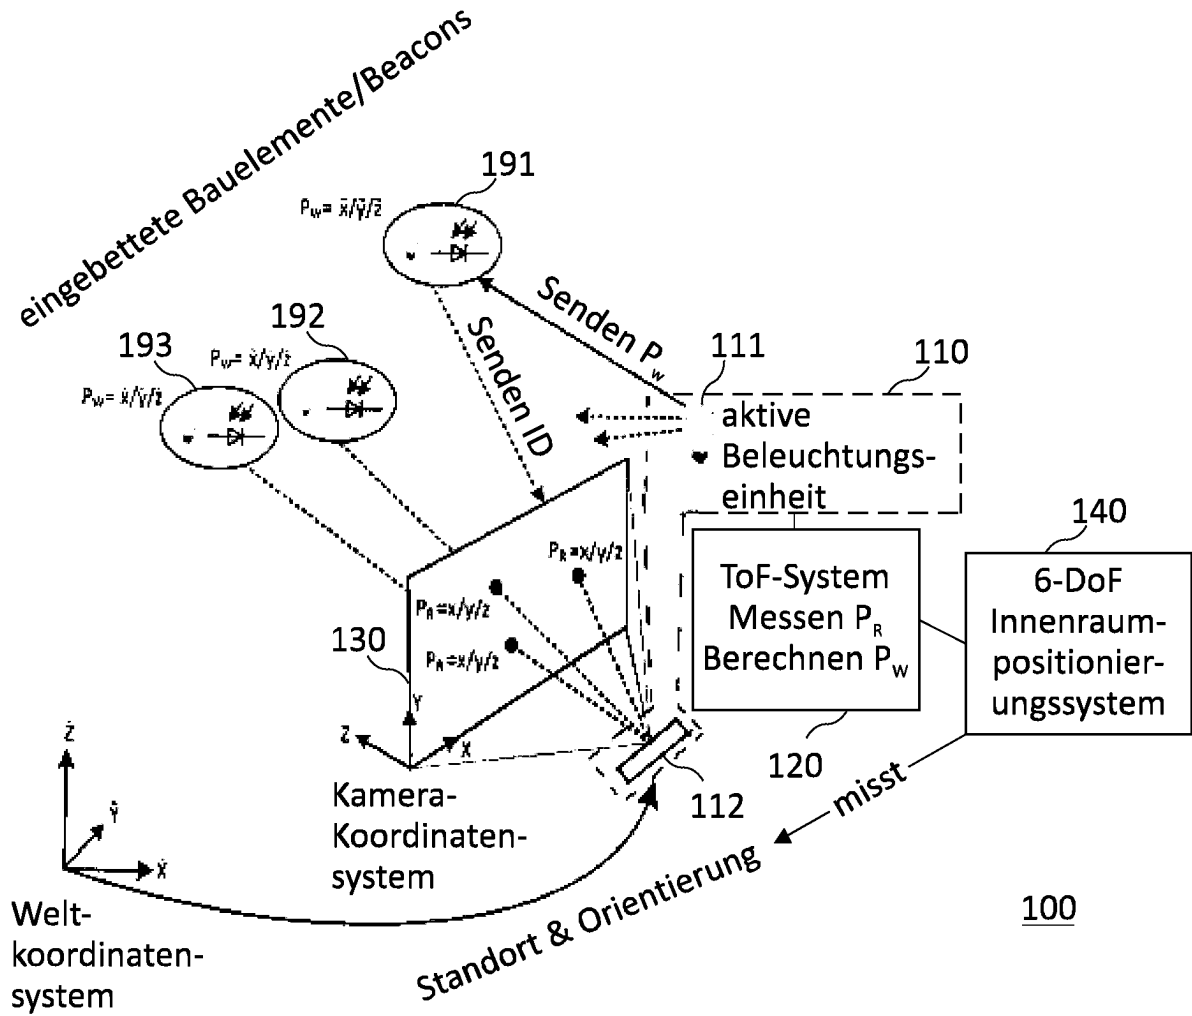 eingebettete Bauelemente/Beacons
191
P_W= ẋ/ẏ/ż
192
P_W= ẋ/ẏ/ż
193
P_W= ẋ/ẏ/ż
Senden P_w
Senden ID
111
110
aktive
Beleuchtungs-
einheit
140
ToF-System
Messen P_R
Berechnen P_W
6-DoF
Innenraum-
positionier-
ungssystem
P_R=x/y/z
P_R=x/y/z
P_R=x/y/z
130
Y
Z
X
120
112
misst
Kamera-
Koordinaten-
system
Ż
Ẏ
Ẋ
Welt-
koordinaten-
system
Standort & Orientierung
100